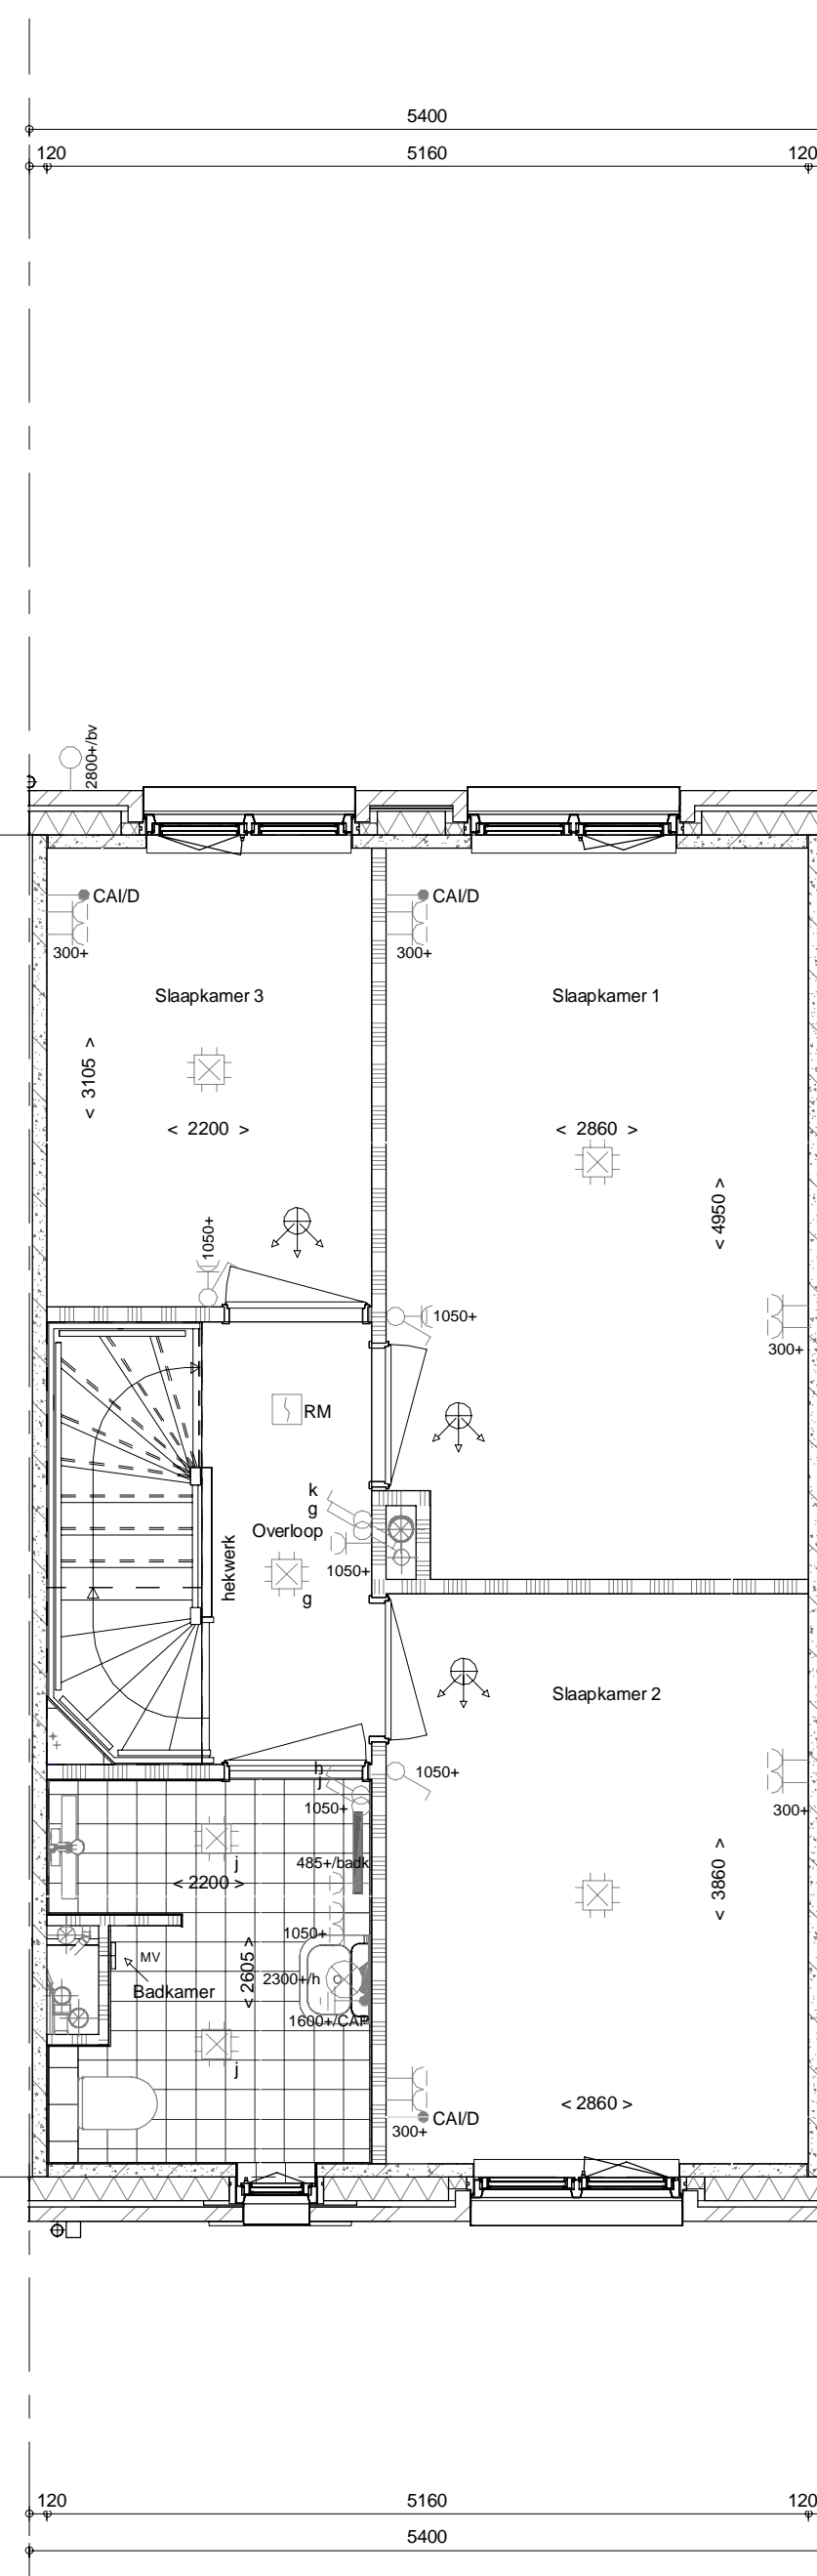 5400
120 5160 120
2800+/bv
CAI/D CAI/D
300+ 300+
Slaapkamer 3 Slaapkamer 1
< 3105 >
< 2200 > < 2860 >
< 4950 >
1050+
1050+
300+
RM
k
g
Overloop
1050+
hekwerk
g
Slaapkamer 2
h
j
1050+
1050+
300+
j
485+/badk
< 2200 >
< 3860 >
1050+
MV
< 2605 >
2300+/h
Badkamer
1600+/CAP
j
< 2860 >
CAI/D
300+
120 5160 120
5400